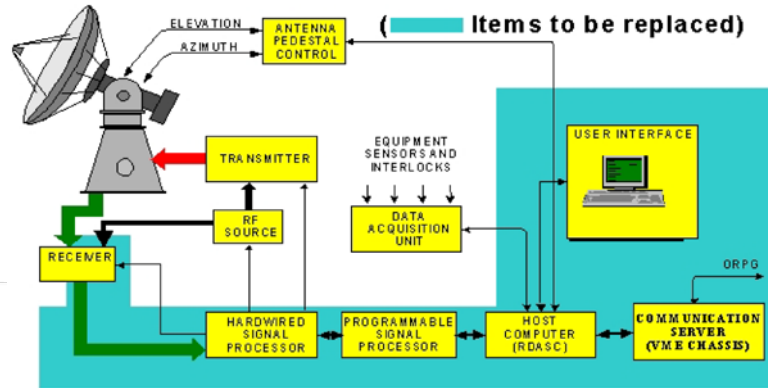 ELEVATION
AZIMUTH
ANTENNA
PEDESTAL
CONTROL
( Items to be replaced)
EQUIPMENT
SENSORS AND
INTERLOCKS
USER INTERFACE
TRANSMITTER
RF
SOURCE
DATA
ACQUISITION
UNIT
RECEIVER
ORPG
HARDWIRED
SIGNAL
PROCESSOR
PROGRAMMABLE
SIGNAL
PROCESSOR
HOST
COMPUTER
(RDASC)
COMMUNICATION
SERVER
(VME CHASSIS)